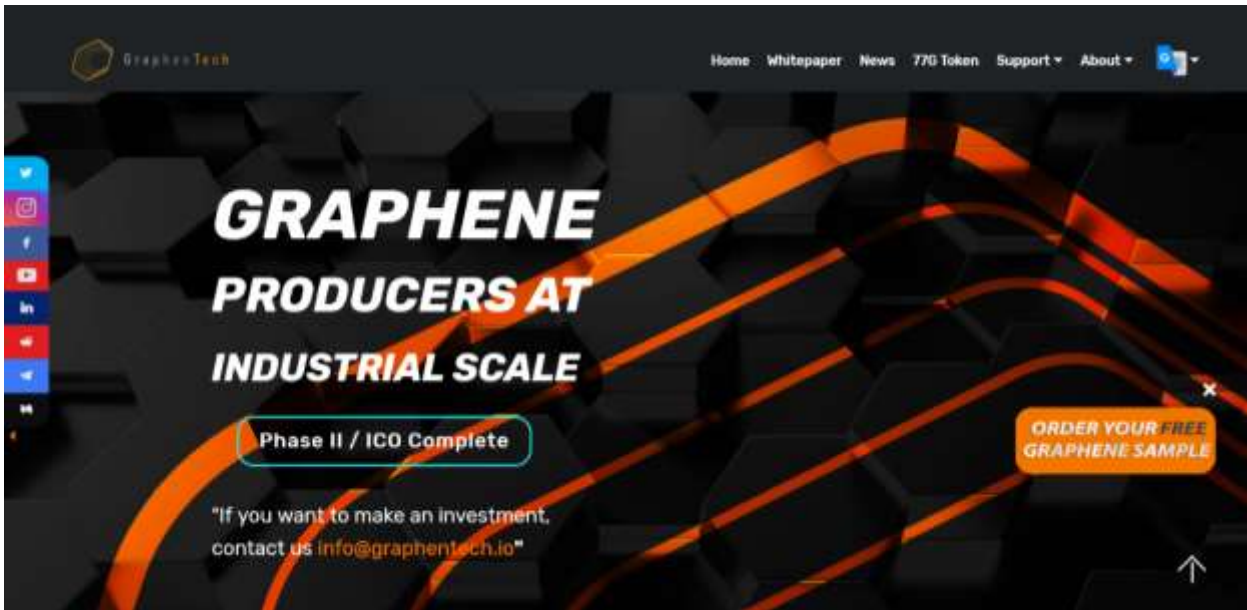 GraphenTech
Home Whitepaper News 77G Token Support About
GRAPHENE
PRODUCERS AT
INDUSTRIAL SCALE
Phase II / ICO Complete
"If you want to make an investment,
contact us info@graphentech.io"
ORDER YOUR FREE
GRAPHENE SAMPLE